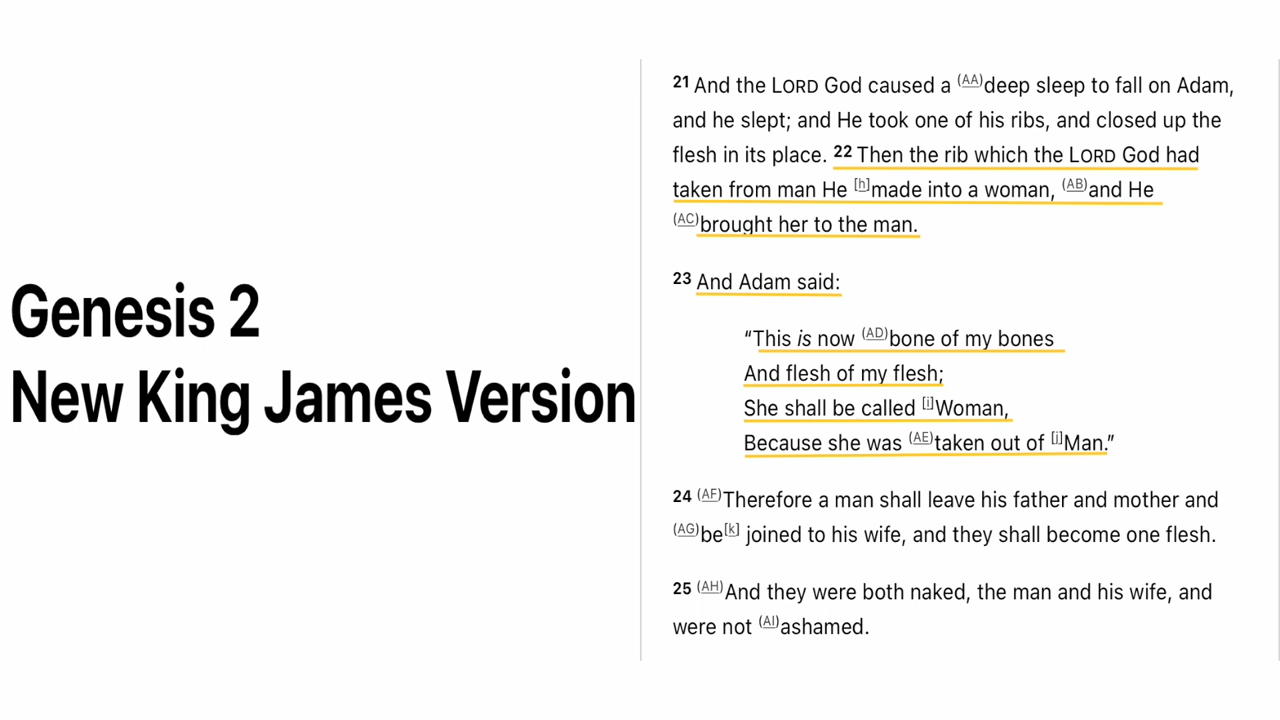 Genesis 2
New King James Version
21 And the LORD God caused a (AA)deep sleep to fall on Adam,
and he slept; and He took one of his ribs, and closed up the
flesh in its place. 22 Then the rib which the LORD God had
taken from man He [h]made into a woman, (AB)and He
(AC)brought her to the man.
23 And Adam said:
“This is now (AD)bone of my bones
And flesh of my flesh;
She shall be called [i]Woman,
Because she was (AE)taken out of [j]Man.”
24 (AF)Therefore a man shall leave his father and mother and
(AG)be[k] joined to his wife, and they shall become one flesh.
25 (AH)And they were both naked, the man and his wife, and
were not (AI)ashamed.